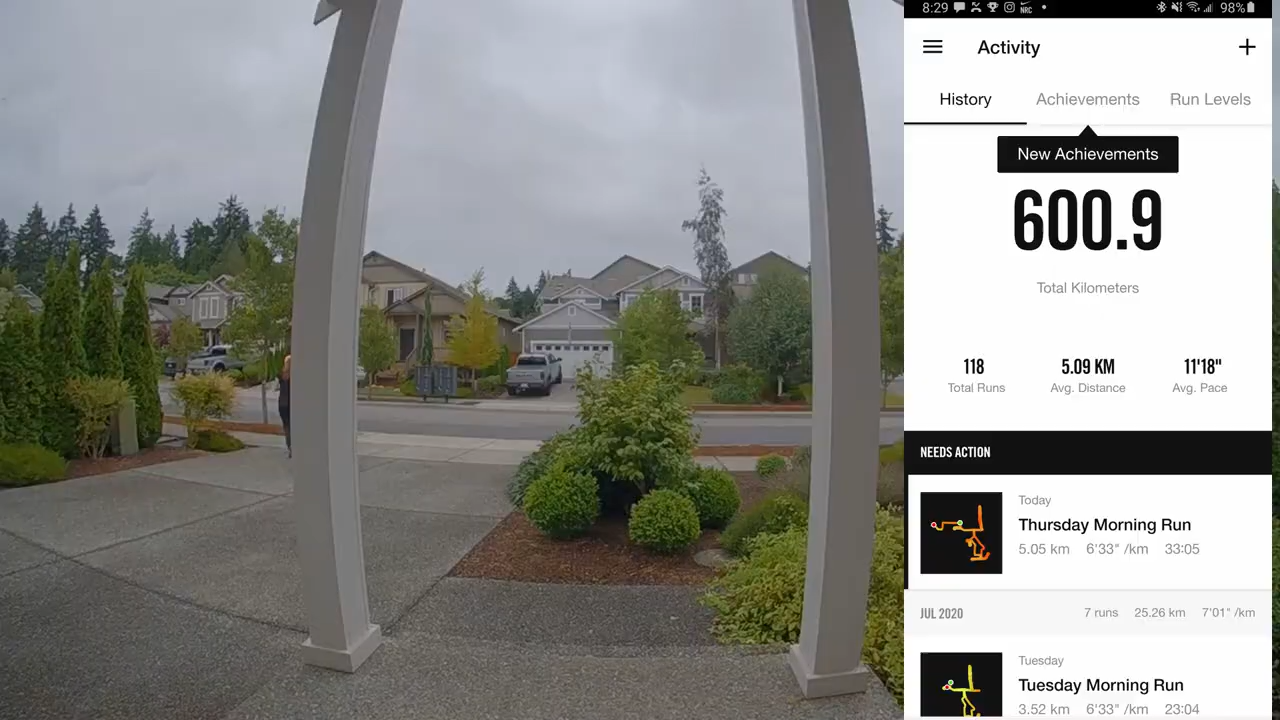 8:29 NRC 98%
Activity
History Achievements Run Levels
New Achievements
600.9
Total Kilometers
118 5.09 KM 11'18"
Total Runs Avg. Distance Avg. Pace
NEEDS ACTION
Today
Thursday Morning Run
5.05 km 6'33" /km 33:05
JUL 2020 7 runs 25.26 km 7'01" /km
Tuesday
Tuesday Morning Run
3.52 km 6'33" /km 23:04